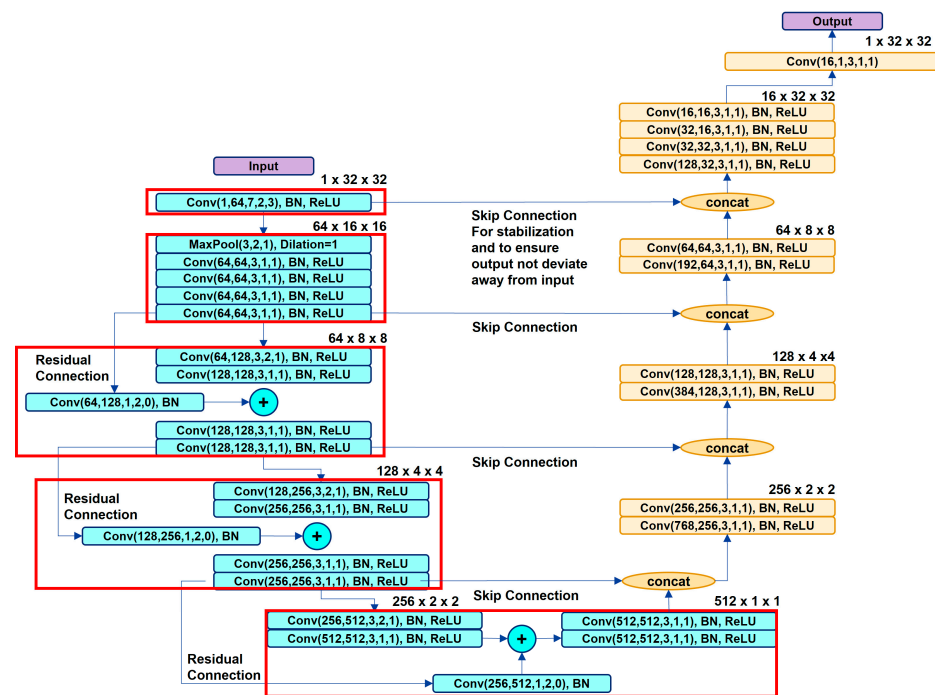 Input
1 x 32 x 32
Conv(1,64,7,2,3), BN, ReLU
64 x 16 x 16
MaxPool(3,2,1), Dilation=1
Conv(64,64,3,1,1), BN, ReLU
Conv(64,64,3,1,1), BN, ReLU
Conv(64,64,3,1,1), BN, ReLU
Conv(64,64,3,1,1), BN, ReLU
64 x 8 x 8
Residual
Connection
Conv(64,128,3,2,1), BN, ReLU
Conv(128,128,3,1,1), BN, ReLU
Conv(64,128,1,2,0), BN
+
Conv(128,128,3,1,1), BN, ReLU
Conv(128,128,3,1,1), BN, ReLU
128 x 4 x 4
Residual
Connection
Conv(128,256,3,2,1), BN, ReLU
Conv(256,256,3,1,1), BN, ReLU
Conv(128,256,1,2,0), BN
+
Conv(256,256,3,1,1), BN, ReLU
Conv(256,256,3,1,1), BN, ReLU
256 x 2 x 2
Residual
Connection
Conv(256,512,3,2,1), BN, ReLU
Conv(512,512,3,1,1), BN, ReLU
+
Conv(256,512,1,2,0), BN
512 x 1 x 1
Conv(512,512,3,1,1), BN, ReLU
Conv(512,512,3,1,1), BN, ReLU
Skip Connection
For stabilization
and to ensure
output not deviate
away from input
Skip Connection
Skip Connection
Skip Connection
Output
1 x 32 x 32
Conv(16,1,3,1,1)
16 x 32 x 32
Conv(16,16,3,1,1), BN, ReLU
Conv(32,16,3,1,1), BN, ReLU
Conv(32,32,3,1,1), BN, ReLU
Conv(128,32,3,1,1), BN, ReLU
concat
64 x 8 x 8
Conv(64,64,3,1,1), BN, ReLU
Conv(192,64,3,1,1), BN, ReLU
concat
128 x 4 x4
Conv(128,128,3,1,1), BN, ReLU
Conv(384,128,3,1,1), BN, ReLU
concat
256 x 2 x 2
Conv(256,256,3,1,1), BN, ReLU
Conv(768,256,3,1,1), BN, ReLU
concat